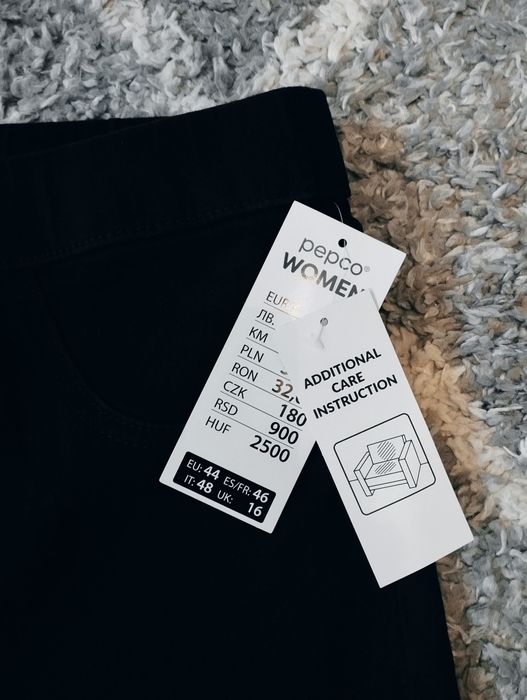 pepco®
WOMEN
EUR
ЛВ.
KM
PLN
RON 32,
CZK 180
RSD 900
HUF 2500
EU: 44 ES/FR: 46
IT: 48 UK: 16
ADDITIONAL
CARE
INSTRUCTION